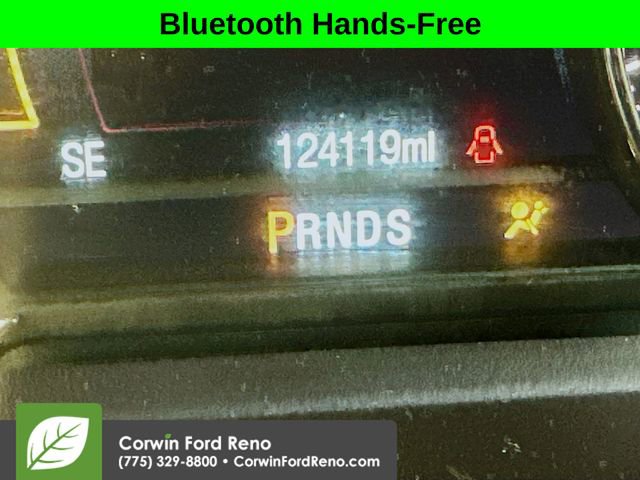 Bluetooth Hands-Free
SE
124119mi
PRNDS
Corwin Ford Reno
(775) 329-8800 • CorwinFordReno.com